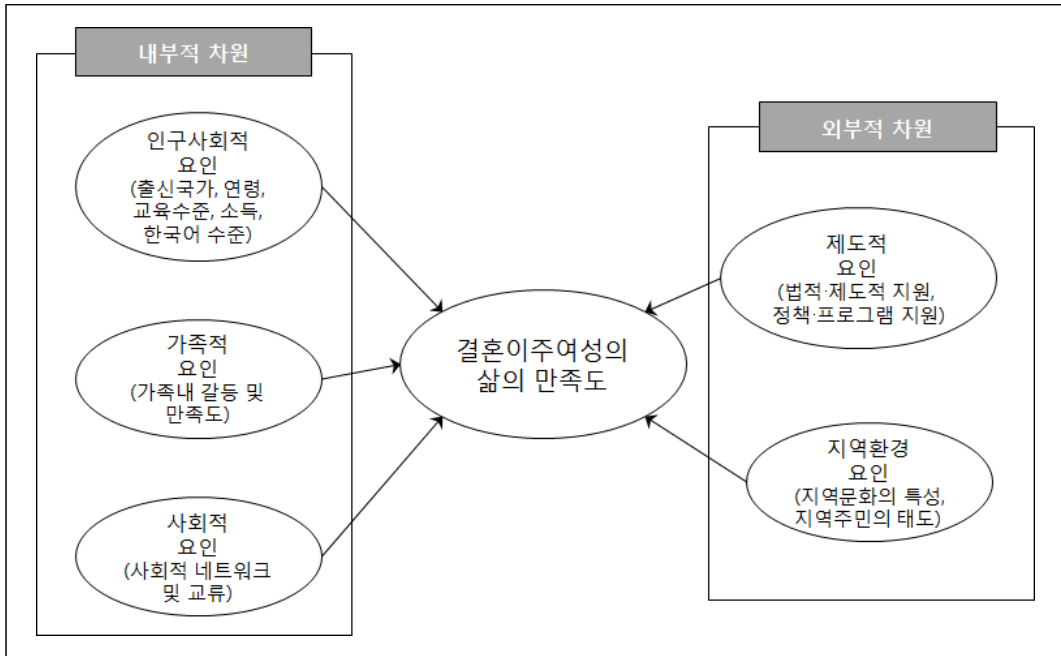 내부적 차원
인구사회적
요인
(출신국가, 연령,
교육수준, 소득,
한국어 수준)
가족적
요인
(가족내 갈등 및
만족도)
사회적
요인
(사회적 네트워크
및 교류)
결혼이주여성의
삶의 만족도
외부적 차원
제도적
요인
(법적·제도적 지원,
정책·프로그램 지원)
지역환경
요인
(지역문화의 특성,
지역주민의 태도)